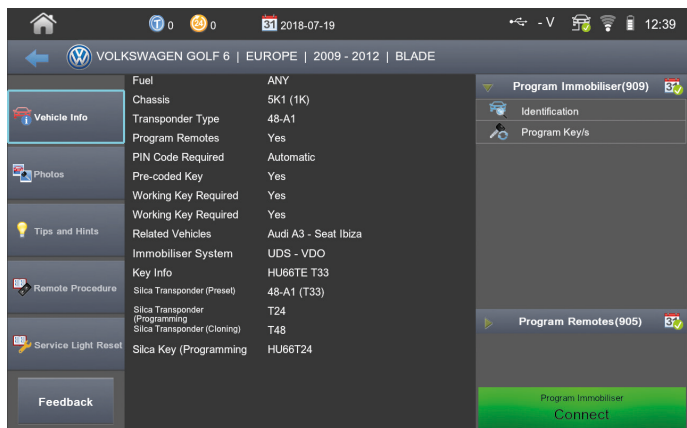 T 0 24 0 31 2018-07-19 - V 12:39
VOLKSWAGEN GOLF 6 | EUROPE | 2009 - 2012 | BLADE
Vehicle Info
Photos
Tips and Hints
Remote Procedure
Service Light Reset
Feedback
Fuel ANY
Chassis 5K1 (1K)
Transponder Type 48-A1
Program Remotes Yes
PIN Code Required Automatic
Pre-coded Key Yes
Working Key Required Yes
Working Key Required Yes
Related Vehicles Audi A3 - Seat Ibiza
Immobiliser System UDS - VDO
Key Info HU66TE T33
Silca Transponder (Preset) 48-A1 (T33)
Silca Transponder T24
(Programming
Silca Transponder (Cloning) T48
Silca Key (Programming HU66T24
Program Immobiliser(909) 31
Identification
Program Key/s
Program Remotes(905) 31
Program Immobiliser
Connect